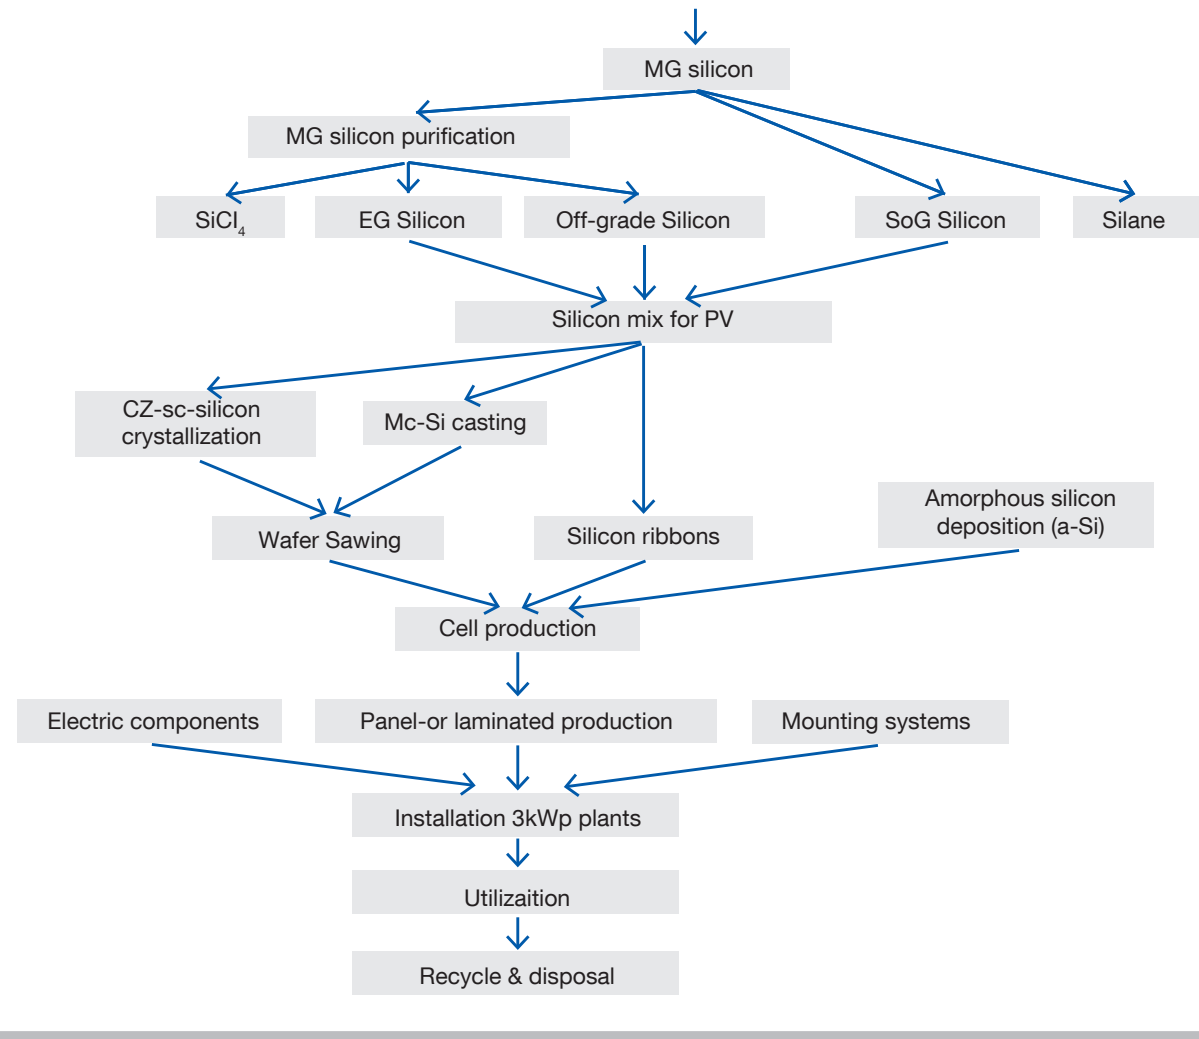 MG silicon
MG silicon purification
SiCl4
EG Silicon
Off-grade Silicon
SoG Silicon
Silane
Silicon mix for PV
CZ-sc-silicon
crystallization
Mc-Si casting
Amorphous silicon
deposition (a-Si)
Wafer Sawing
Silicon ribbons
Cell production
Electric components
Panel-or laminated production
Mounting systems
Installation 3kWp plants
Utilizaition
Recycle & disposal